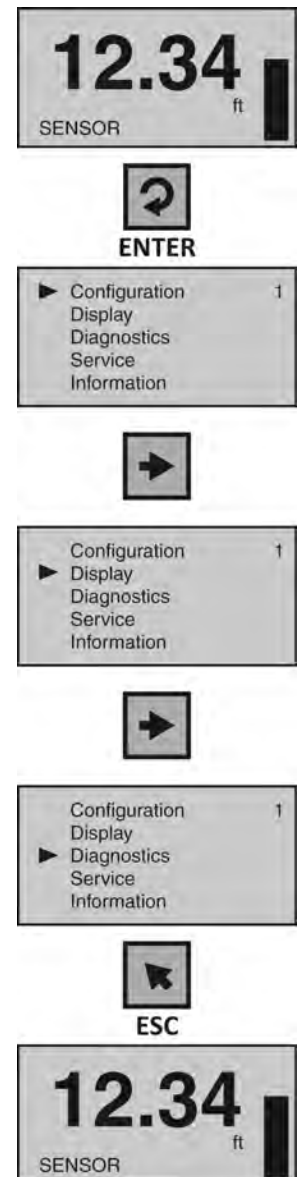 12.34
ft
SENSOR
ENTER
Configuration 1
Display
Diagnostics
Service
Information
Configuration 1
Display
Diagnostics
Service
Information
Configuration 1
Display
Diagnostics
Service
Information
ESC
12.34
ft
SENSOR